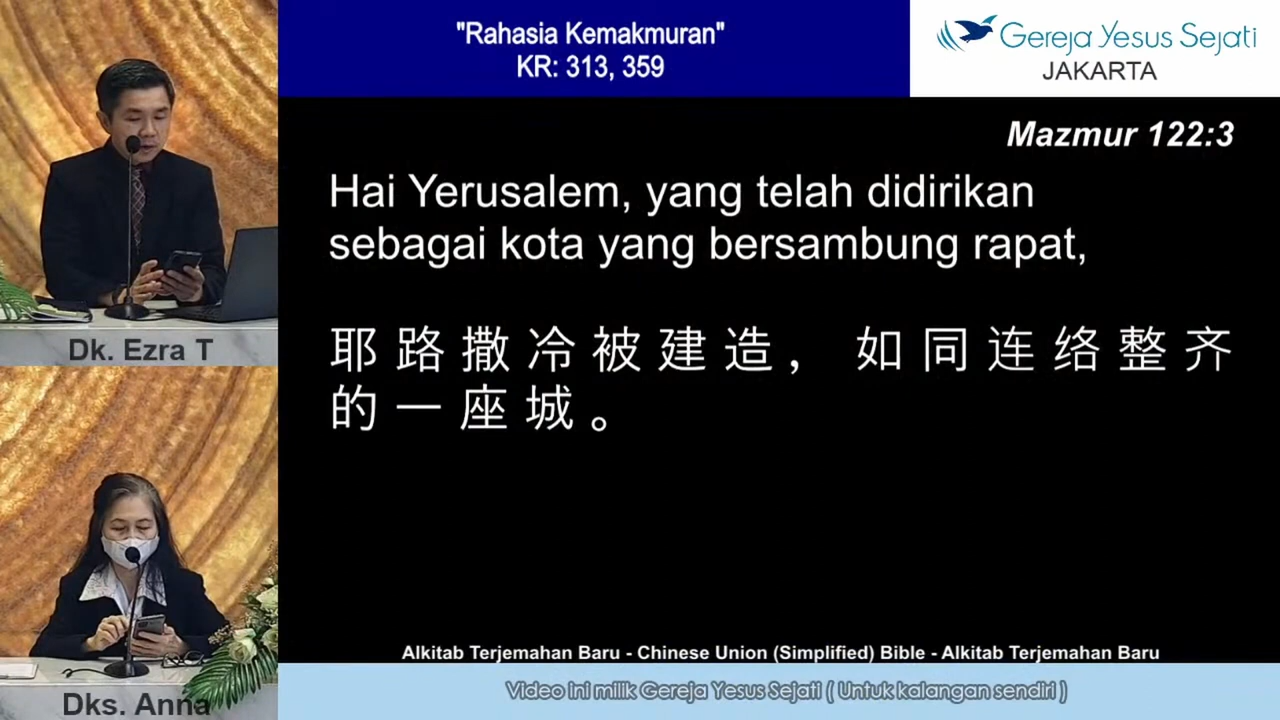 "Rahasia Kemakmuran"
KR: 313, 359
Gereja Yesus Sejati
JAKARTA
Mazmur 122:3
Hai Yerusalem, yang telah didirikan
sebagai kota yang bersambung rapat,
耶路撒冷被建造，如同连络整齐
的一座城。
Dk. Ezra T
Dks. Anna
Alkitab Terjemahan Baru - Chinese Union (Simplified) Bible - Alkitab Terjemahan Baru
Video ini milik Gereja Yesus Sejati ( Untuk kalangan sendiri )